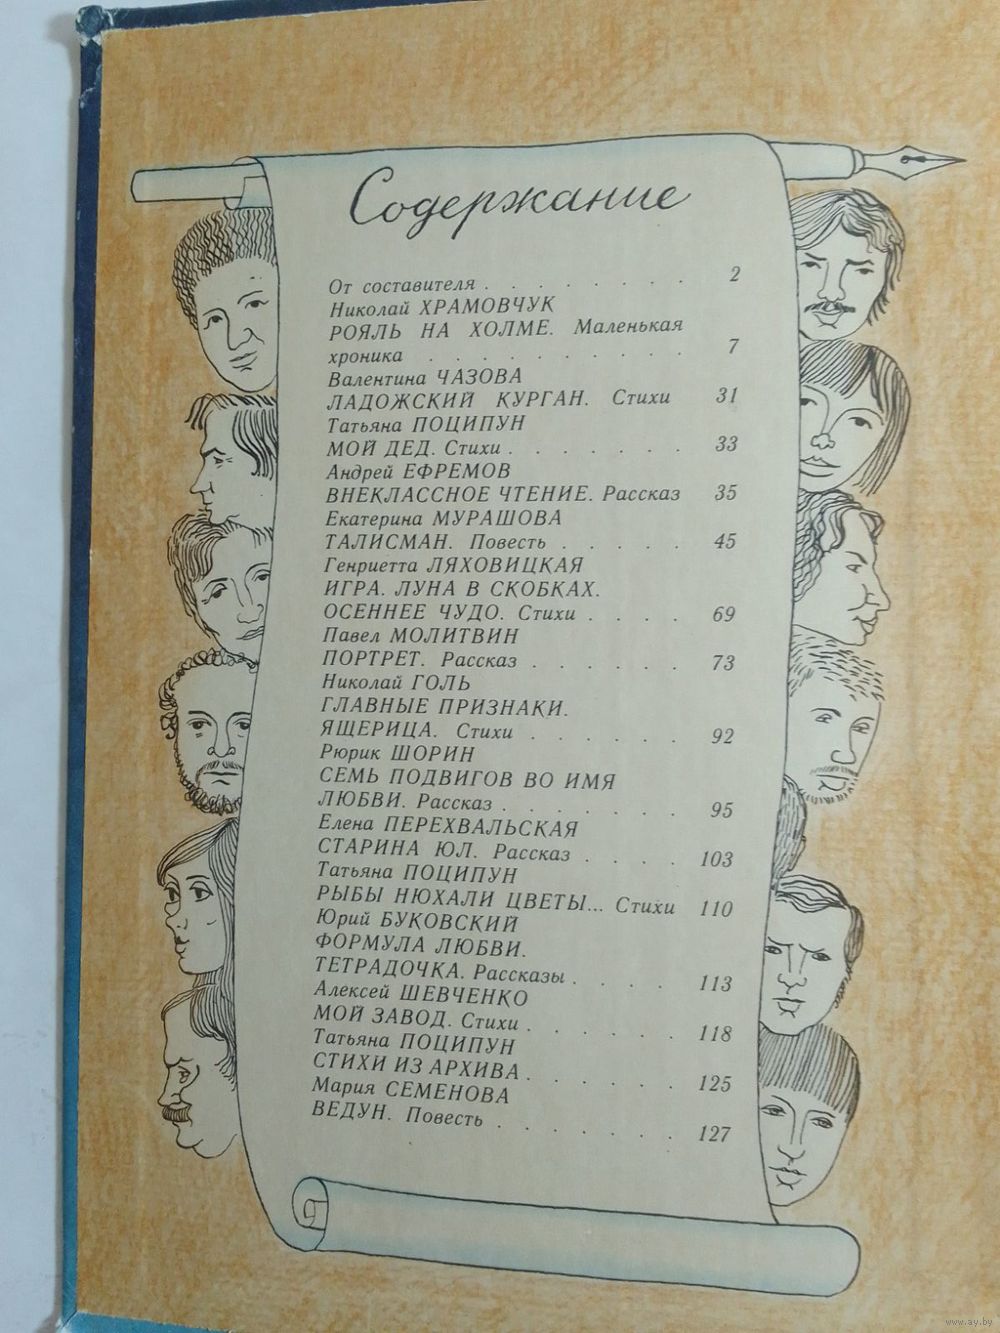 Содержание
От составителя . . . . . . . . 2
Николай ХРАМОВЧУК
РОЯЛЬ НА ХОЛМЕ. Маленькая
хроника . . . . . . . . . . 7
Валентина ЧАЗОВА
ЛАДОЖСКИЙ КУРГАН. Стихи 31
Татьяна ПОЦИПУН
МОЙ ДЕД. Стихи . . . . . . . 33
Андрей ЕФРЕМОВ
ВНЕКЛАССНОЕ ЧТЕНИЕ. Рассказ 35
Екатерина МУРАШОВА
ТАЛИСМАН. Повесть . . . . . 45
Генриетта ЛЯХОВИЦКАЯ
ИГРА. ЛУНА В СКОБКАХ.
ОСЕННЕЕ ЧУДО. Стихи . . . . 69
Павел МОЛИТВИН
ПОРТРЕТ. Рассказ . . . . . . 73
Николай ГОЛЬ
ГЛАВНЫЕ ПРИЗНАКИ.
ЯЩЕРИЦА. Стихи . . . . . . 92
Рюрик ШОРИН
СЕМЬ ПОДВИГОВ ВО ИМЯ
ЛЮБВИ. Рассказ . . . . . . . 95
Елена ПЕРЕХВАЛЬСКАЯ
СТАРИНА ЮЛ. Рассказ . . . . 103
Татьяна ПОЦИПУН
РЫБЫ НЮХАЛИ ЦВЕТЫ... Стихи 110
Юрий БУКОВСКИЙ
ФОРМУЛА ЛЮБВИ.
ТЕТРАДОЧКА. Рассказы . . . . 113
Алексей ШЕВЧЕНКО
МОЙ ЗАВОД. Стихи . . . . . . 118
Татьяна ПОЦИПУН
СТИХИ ИЗ АРХИВА . . . . . . 125
Мария СЕМЕНОВА
ВЕДУН. Повесть . . . . . . . 127
www.ay.by